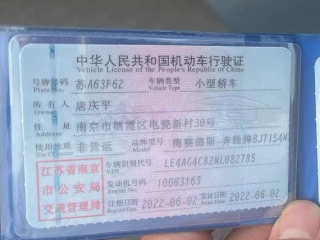 中华人民共和国机动车行驶证
Vehicle License of the People's Republic of China
号牌号码 苏A63F62 车辆类型 小型轿车
Plate No. Vehicle Type
所有人 唐庆平
Owner
住址 南京市栖霞区电瓷新村30号
Address
使用性质 非营运 品牌型号 梅赛德斯-奔驰牌BJ7154N
Use Character Model
江苏省南京 车辆识别代号 LE4AG4CB2NL082785
VIN
市公安局 发动机号码 10063163
Engine No.
交通管理局 注册日期 2022-06-02 发证日期 2022-06-02
Register Date Issue Date